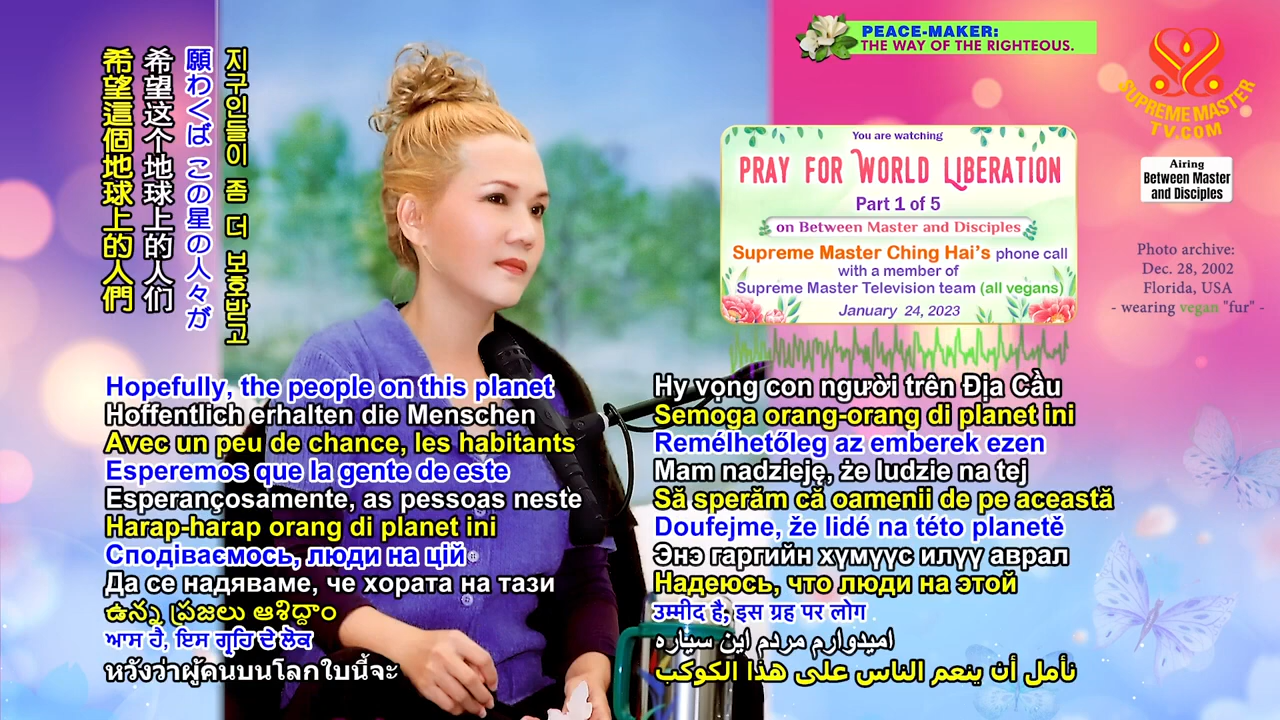 PEACE-MAKER:
THE WAY OF THE RIGHTEOUS.
SUPREME MASTER
TV.COM
Airing
Between Master
and Disciples
Photo archive:
Dec. 28, 2002
Florida, USA
- wearing vegan "fur" -
You are watching
PRAY FOR WORLD LIBERATION
Part 1 of 5
on Between Master and Disciples
Supreme Master Ching Hai's phone call
with a member of
Supreme Master Television team (all vegans)
January 24, 2023
지구인들이 좀 더 보호받고
願わくば この星の人々が
希望这个地球上的人们
希望這個地球上的人們
Hopefully, the people on this planet
Hoffentlich erhalten die Menschen
Avec un peu de chance, les habitants
Esperemos que la gente de este
Esperançosamente, as pessoas neste
Harap-harap orang di planet ini
Сподіваємось, люди на цій
Да се надяваме, че хората на тази
ఉన్న ప్రజలు ఆశిద్దాం
ਆਸ ਹੈ, ਇਸ ਗ੍ਰਹਿ ਦੇ ਲੋਕ
หวังว่าผู้คนบนโลกใบนี้จะ
Hy vọng con người trên Địa Cầu
Semoga orang-orang di planet ini
Remélhetőleg az emberek ezen
Mam nadzieję, że ludzie na tej
Să sperăm că oamenii de pe această
Doufejme, že lidé na této planetě
Энэ гаргийн хүмүүс илүү аврал
Надеюсь, что люди на этой
उम्मीद है, इस ग्रह पर लोग
امیدوارم مردم این سیاره
نأمل أن ينعم الناس على هذا الكوكب